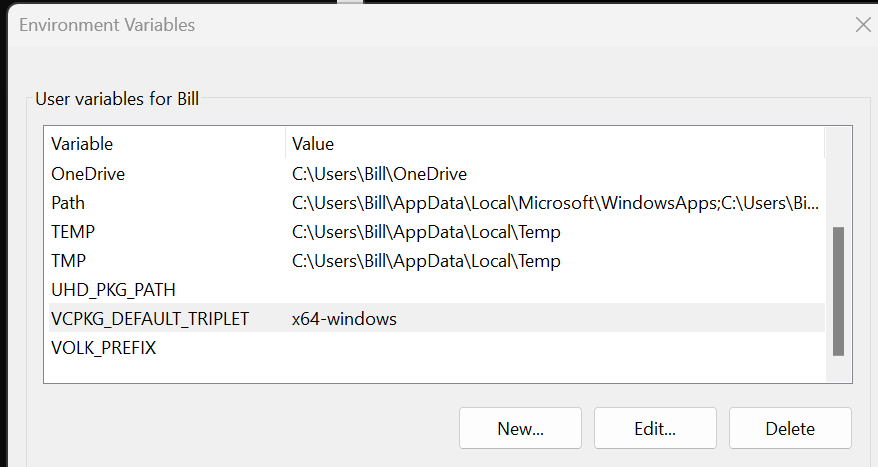 Environment Variables
User variables for Bill
Variable Value
OneDrive C:\Users\Bill\OneDrive
Path C:\Users\Bill\AppData\Local\Microsoft\WindowsApps;C:\Users\Bi...
TEMP C:\Users\Bill\AppData\Local\Temp
TMP C:\Users\Bill\AppData\Local\Temp
UHD_PKG_PATH
VCPKG_DEFAULT_TRIPLET x64-windows
VOLK_PREFIX
New... Edit... Delete